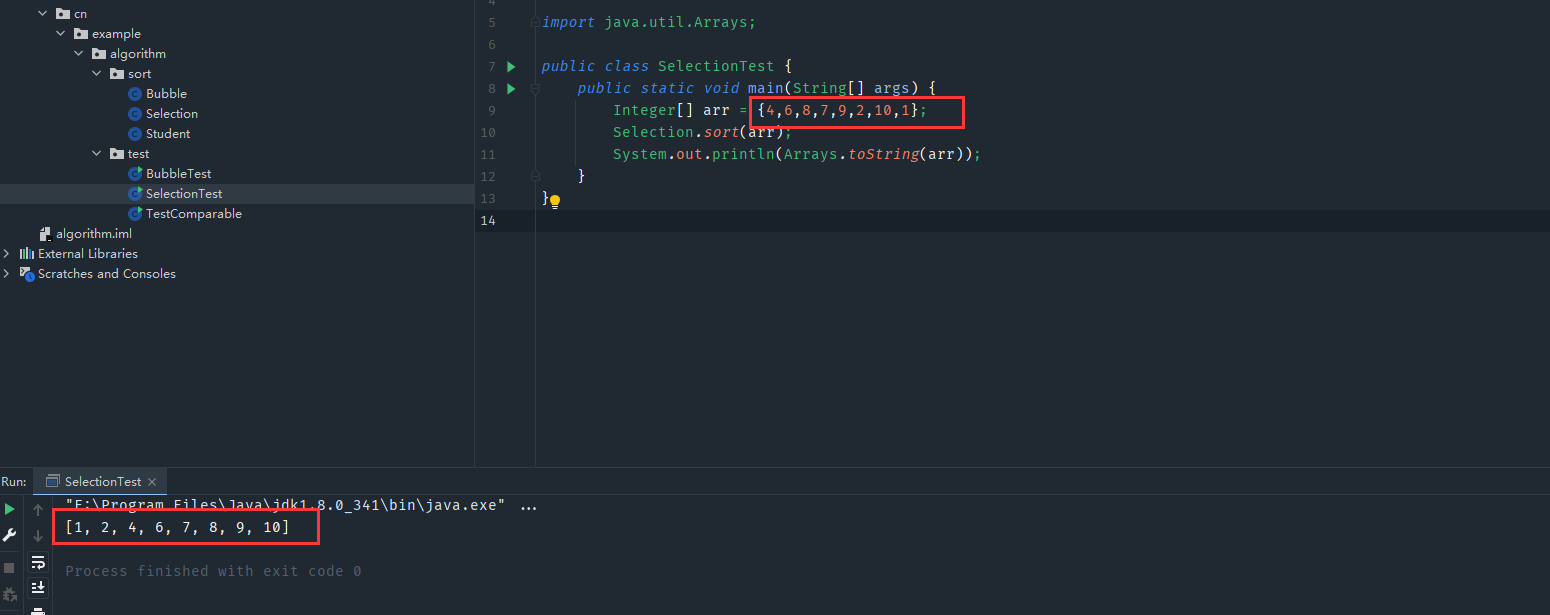 cn
example
algorithm
sort
Bubble
Selection
Student
test
BubbleTest
SelectionTest
TestComparable
algorithm.iml
External Libraries
Scratches and Consoles
4
5 import java.util.Arrays;
6
7 public class SelectionTest {
8 public static void main(String[] args) {
9 Integer[] arr = {4,6,8,7,9,2,10,1};
10 Selection.sort(arr);
11 System.out.println(Arrays.toString(arr));
12 }
13 }
14
Run: SelectionTest
"E:\Program Files\Java\jdk1.8.0_341\bin\java.exe" ...
[1, 2, 4, 6, 7, 8, 9, 10]
Process finished with exit code 0